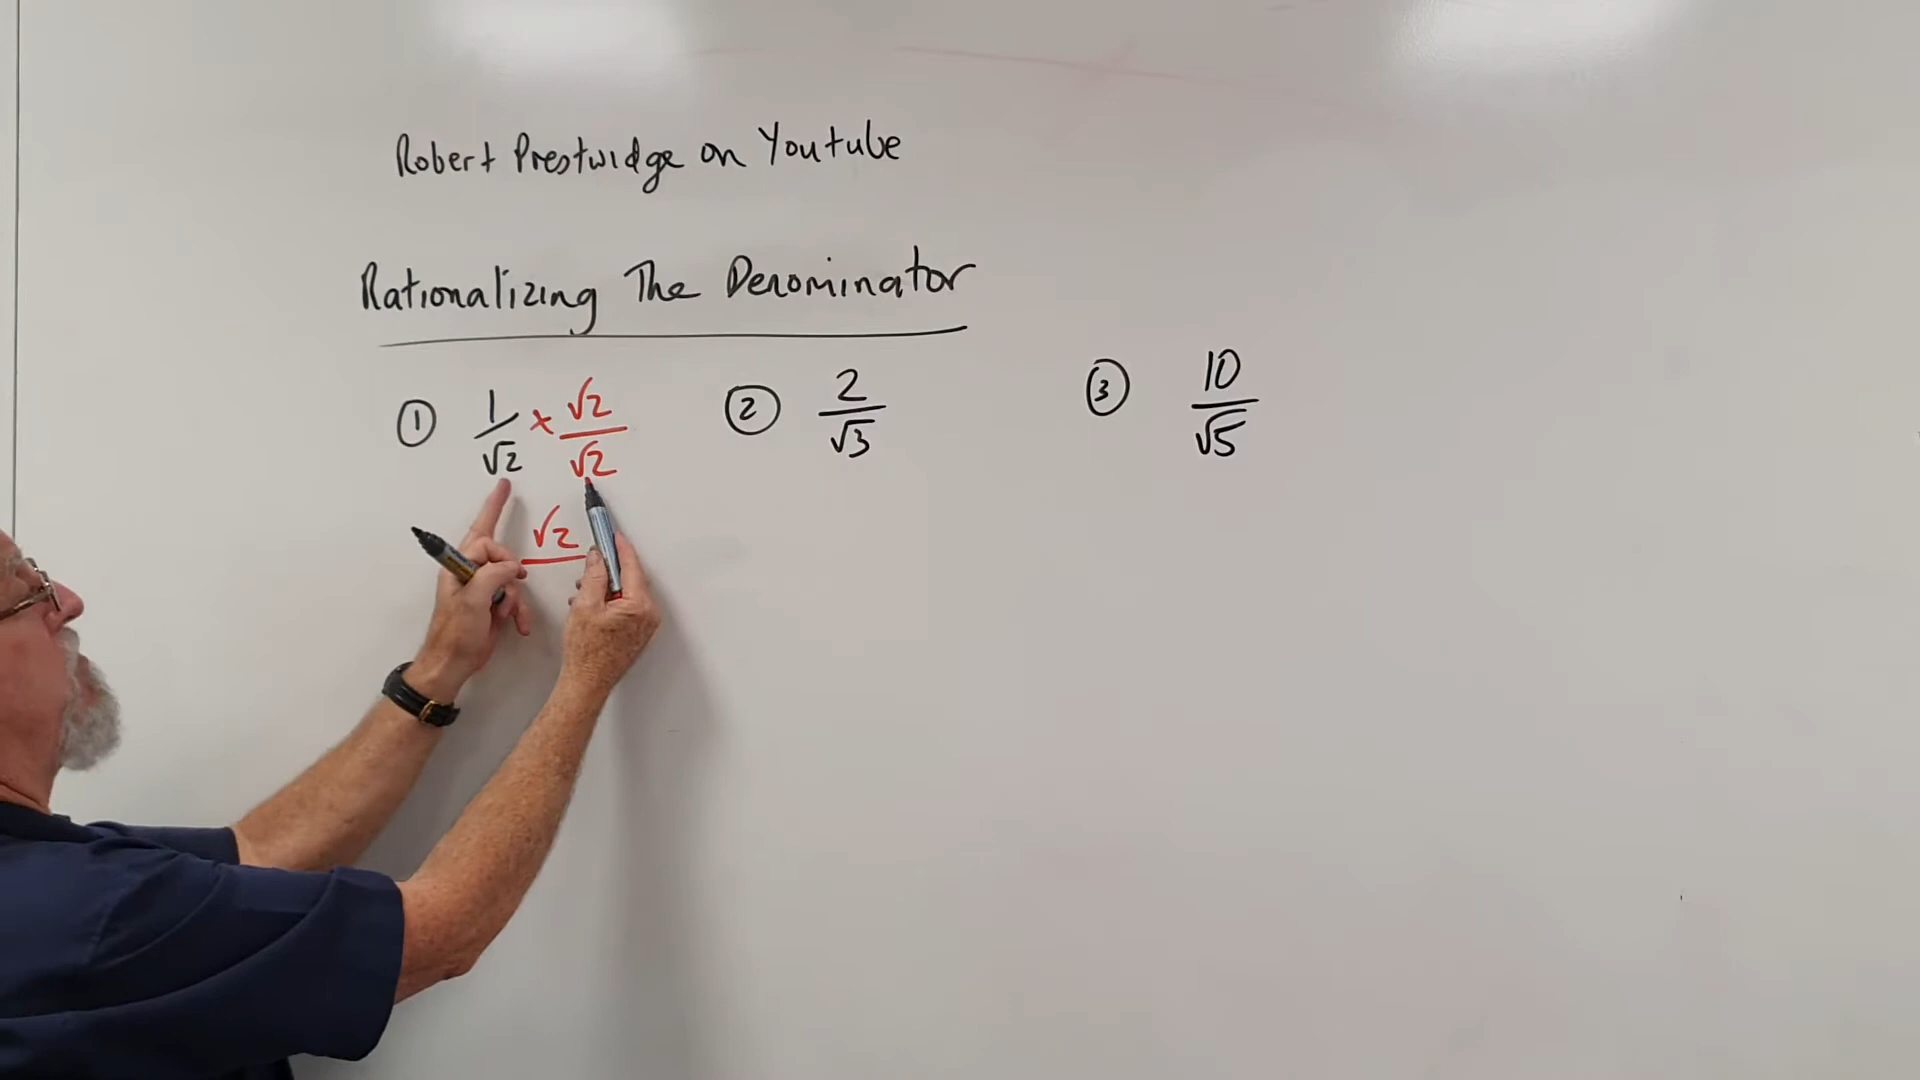 Robert Prestwidge on Youtube
Rationalizing The Denominator
① 1/√2 × √2/√2
② 2/√3
③ 10/√5
√2